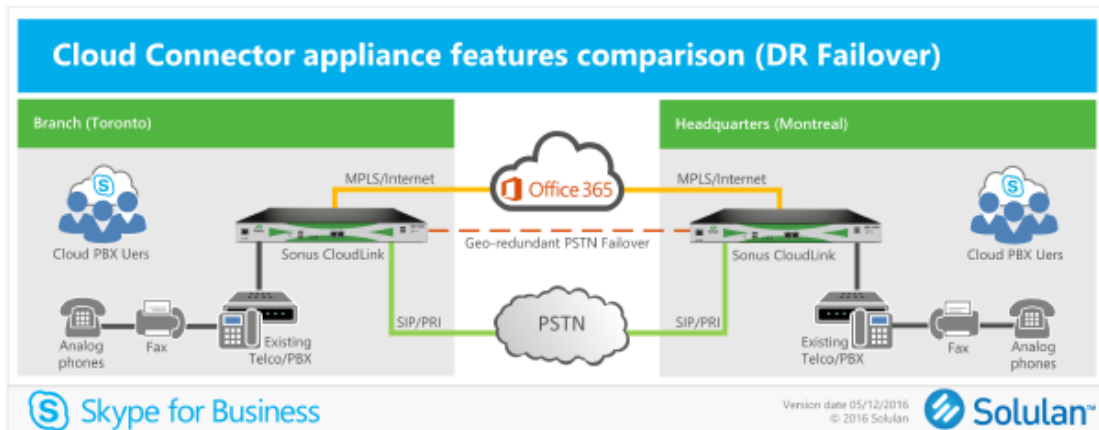 Cloud Connector appliance features comparison (DR Failover)
Branch (Toronto)
Headquarters (Montreal)
MPLS/Internet
Office 365
MPLS/Internet
Cloud PBX Uers
Sonus CloudLink
Geo-redundant PSTN Failover
Sonus CloudLink
Cloud PBX Uers
SIP/PRI
PSTN
SIP/PRI
Analog
phones
Fax
Existing
Telco/PBX
Existing
Telco/PBX
Fax
Analog
phones
Skype for Business
Version date 05/12/2016
© 2016 Solulan
Solulan™